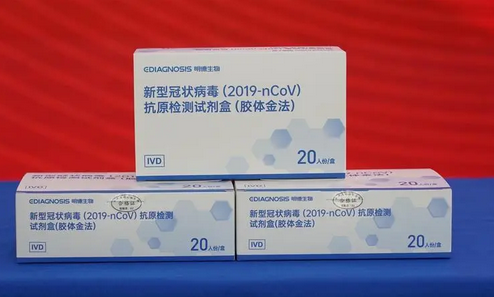 EDIAGNOSIS 明德生物
新型冠状病毒 (2019-nCoV)
抗原检测试剂盒 (胶体金法)
IVD
20人份/盒
IVD
EDIAGNOSIS 明德生物
新型冠状病毒 (2019-nCoV) 抗原检测
试剂盒(胶体金法)
IVD
20人份/盒
EDIAGNOSIS 明德生物
新型冠状病毒 (2019-nCoV) 抗原检测
试剂盒(胶体金法)
IVD
20人份/盒